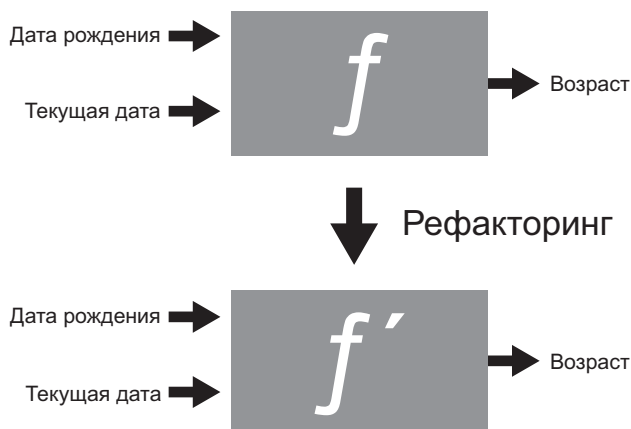 Дата рождения
Текущая дата
f
Возраст
Рефакторинг
Дата рождения
Текущая дата
f´
Возраст